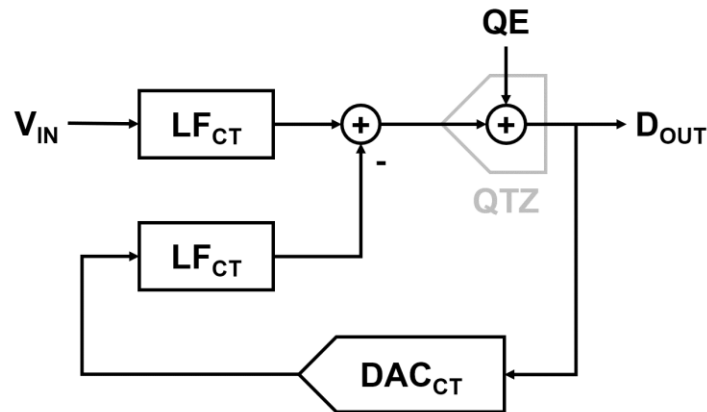 QE
V_IN
LF_CT
+
+
D_OUT
-
QTZ
LF_CT
DAC_CT